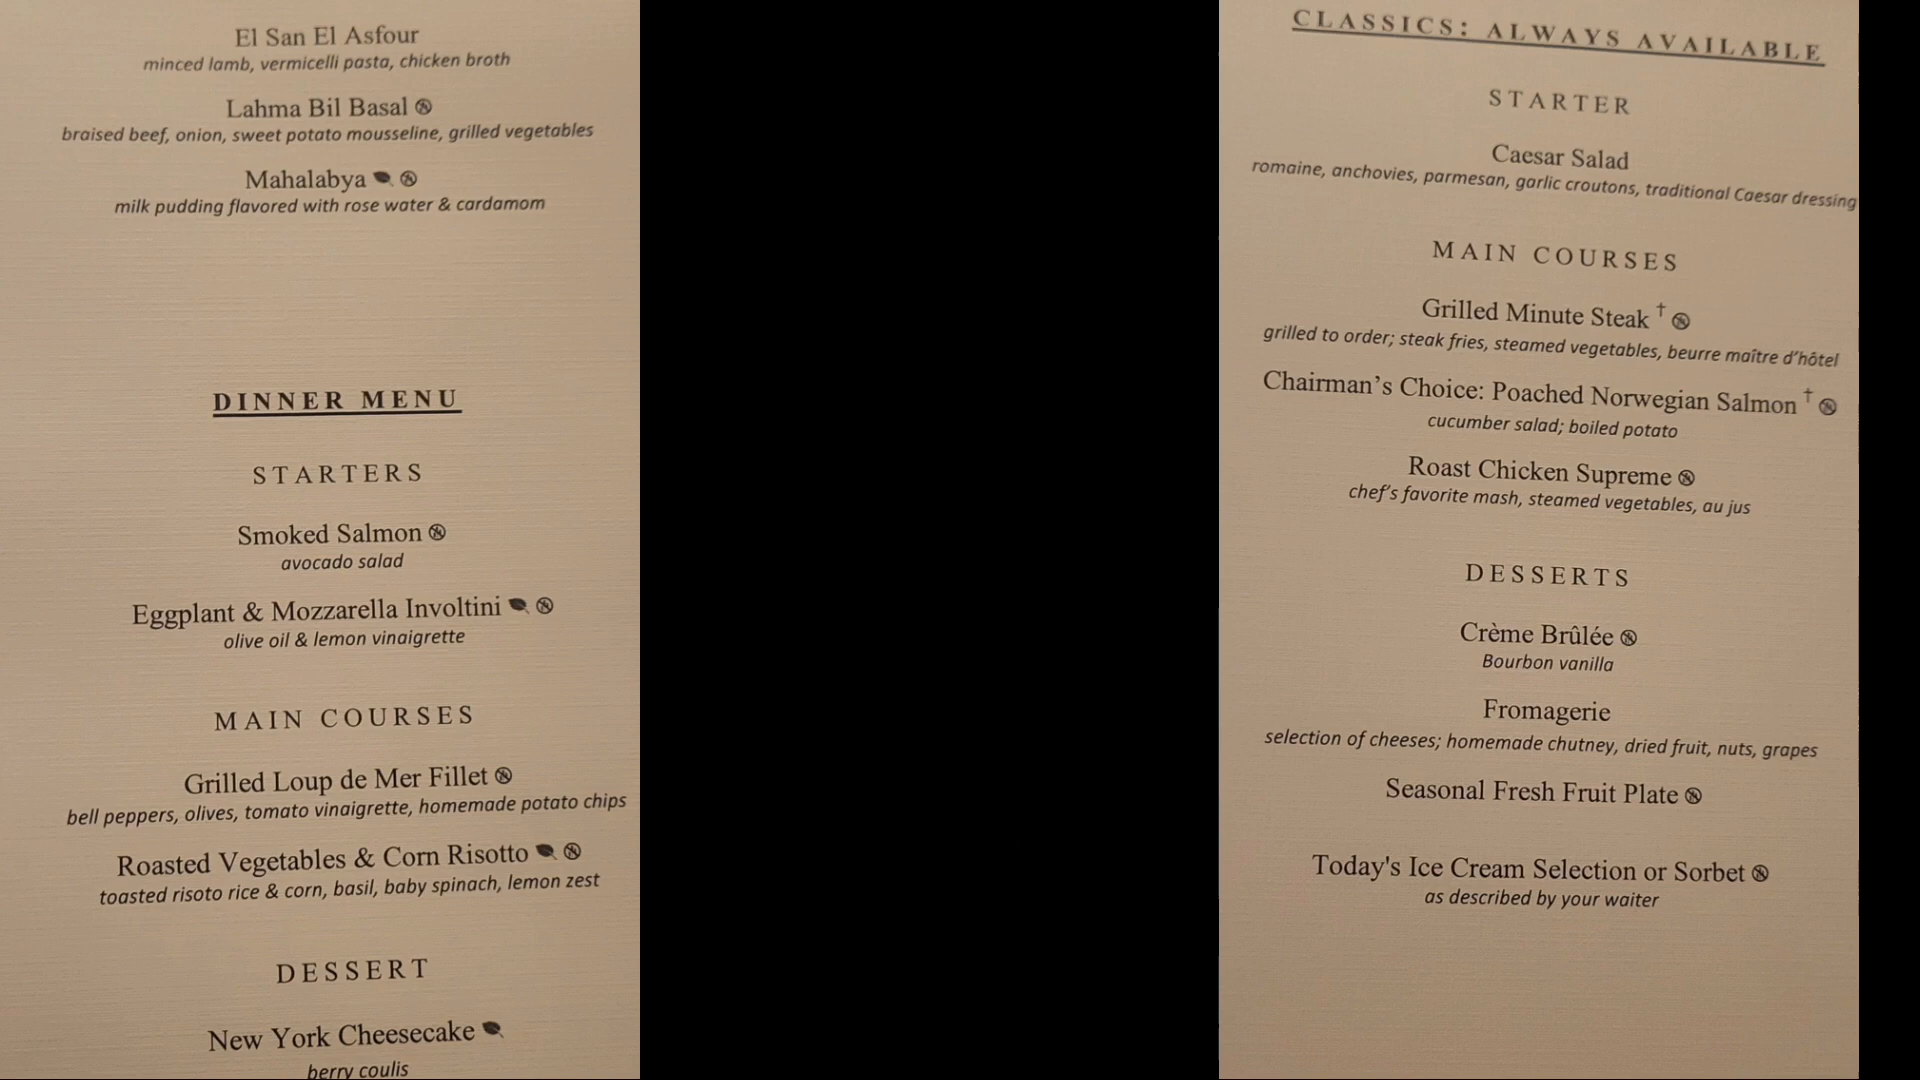 El San El Asfour
minced lamb, vermicelli pasta, chicken broth
Lahma Bil Basal
braised beef, onion, sweet potato mousseline, grilled vegetables
Mahalabya
milk pudding flavored with rose water & cardamom
DINNER MENU
STARTERS
Smoked Salmon
avocado salad
Eggplant & Mozzarella Involtini
olive oil & lemon vinaigrette
MAIN COURSES
Grilled Loup de Mer Fillet
bell peppers, olives, tomato vinaigrette, homemade potato chips
Roasted Vegetables & Corn Risotto
toasted risoto rice & corn, basil, baby spinach, lemon zest
DESSERT
New York Cheesecake
berry coulis
CLASSICS: ALWAYS AVAILABLE
STARTER
Caesar Salad
romaine, anchovies, parmesan, garlic croutons, traditional Caesar dressing
MAIN COURSES
Grilled Minute Steak †
grilled to order; steak fries, steamed vegetables, beurre maître d’hôtel
Chairman’s Choice: Poached Norwegian Salmon †
cucumber salad; boiled potato
Roast Chicken Supreme
chef’s favorite mash, steamed vegetables, au jus
DESSERTS
Crème Brûlée
Bourbon vanilla
Fromagerie
selection of cheeses; homemade chutney, dried fruit, nuts, grapes
Seasonal Fresh Fruit Plate
Today's Ice Cream Selection or Sorbet
as described by your waiter